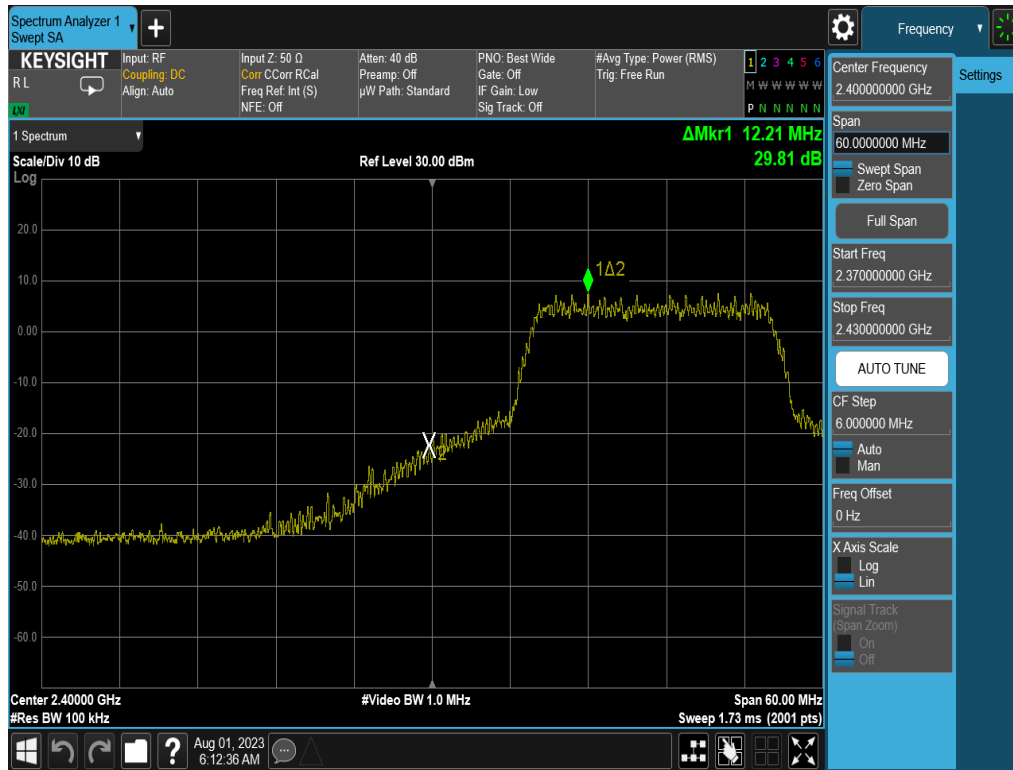 Spectrum Analyzer 1
Swept SA
+
Frequency
KEYSIGHT
R L
LXI
Input: RF
Coupling: DC
Align: Auto
Input Z: 50 Ω
Corr CCorr RCal
Freq Ref: Int (S)
NFE: Off
Atten: 40 dB
Preamp: Off
µW Path: Standard
PNO: Best Wide
Gate: Off
IF Gain: Low
Sig Track: Off
#Avg Type: Power (RMS)
Trig: Free Run
1 2 3 4 5 6
M W W W W W
P N N N N N
Center Frequency
2.400000000 GHz
Settings
Span
60.0000000 MHz
Swept Span
Zero Span
Full Span
Start Freq
2.370000000 GHz
Stop Freq
2.430000000 GHz
AUTO TUNE
CF Step
6.000000 MHz
Auto
Man
Freq Offset
0 Hz
X Axis Scale
Log
Lin
Signal Track
(Span Zoom)
On
Off
1 Spectrum
ΔMkr1 12.21 MHz
29.81 dB
Scale/Div 10 dB
Ref Level 30.00 dBm
Log
20.0
10.0
0.00
-10.0
-20.0
-30.0
-40.0
-50.0
-60.0
1Δ2
X
2
Center 2.40000 GHz
#Video BW 1.0 MHz
Span 60.00 MHz
#Res BW 100 kHz
Sweep 1.73 ms (2001 pts)
?
Aug 01, 2023
6:12:36 AM